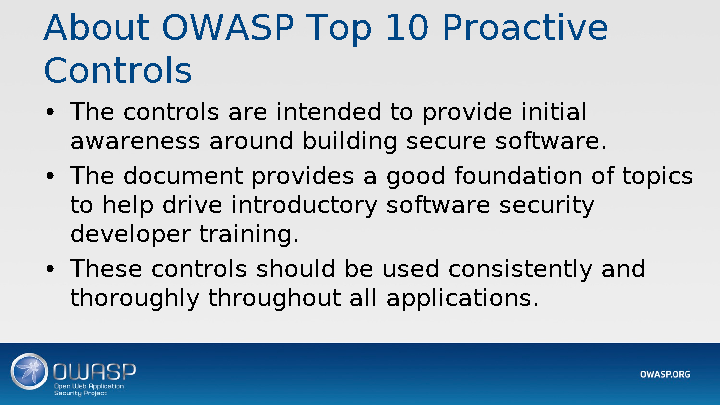 About OWASP Top 10 Proactive
Controls
• The controls are intended to provide initial
awareness around building secure software.
• The document provides a good foundation of topics
to help drive introductory software security
developer training.
• These controls should be used consistently and
thoroughly throughout all applications.
OWASP
Open Web Application
Security Project
OWASP.ORG